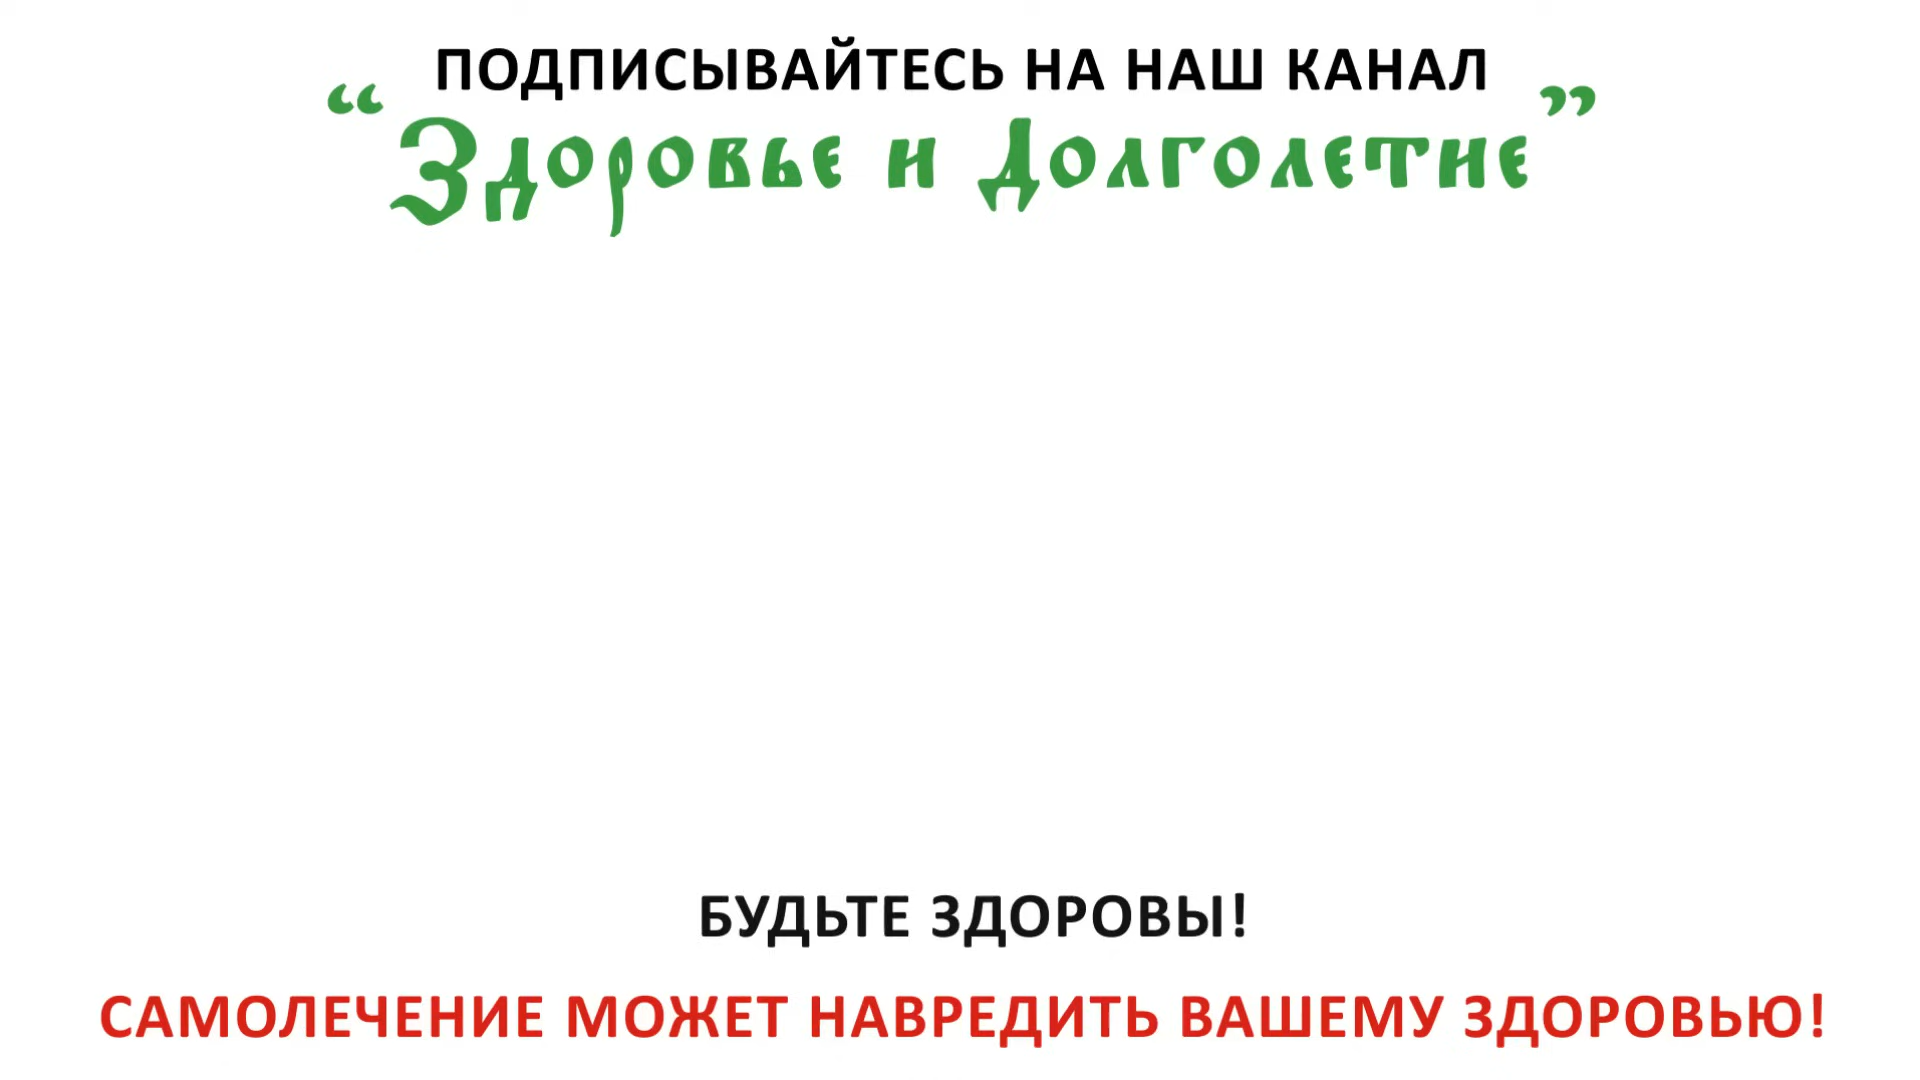 ПОДПИСЫВАЙТЕСЬ НА НАШ КАНАЛ
“Здоровье и Долголетие”
БУДЬТЕ ЗДОРОВЫ!
САМОЛЕЧЕНИЕ МОЖЕТ НАВРЕДИТЬ ВАШЕМУ ЗДОРОВЬЮ!